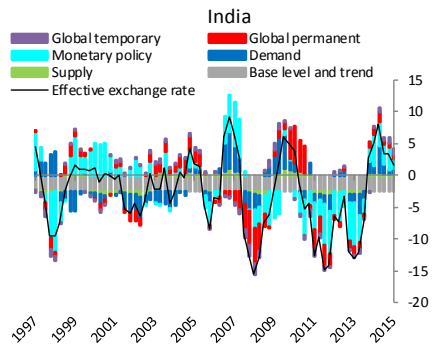 India
Global temporary Global permanent
Monetary policy Demand
Supply Base level and trend
Effective exchange rate
15
10
5
0
-5
-10
-15
-20
1997 1999 2001 2003 2005 2007 2009 2011 2013 2015